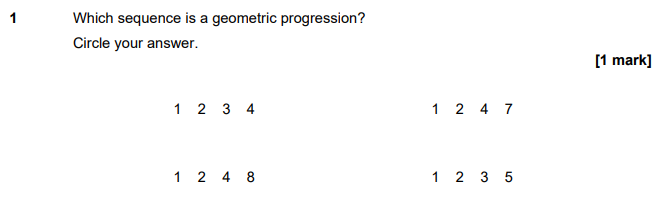 1 Which sequence is a geometric progression?
Circle your answer.
[1 mark]
1 2 3 4 1 2 4 7
1 2 4 8 1 2 3 5